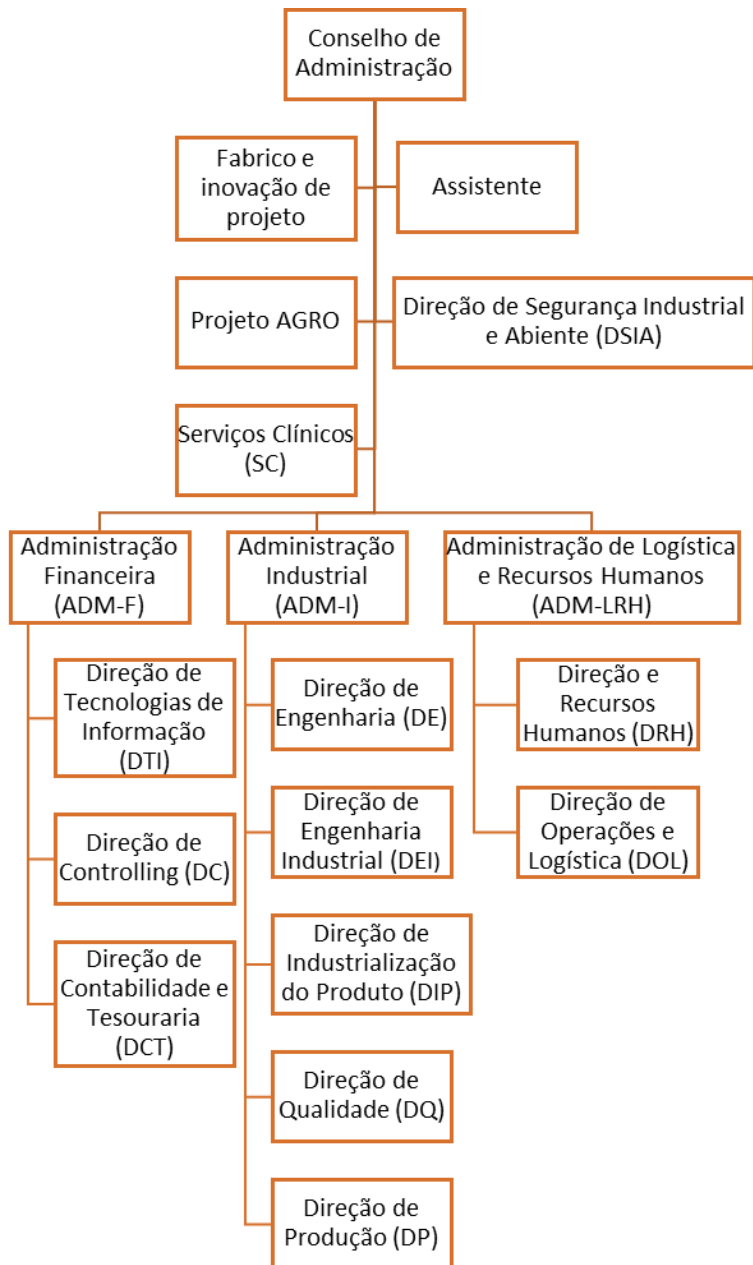 Conselho de
Administração
Fabrico e
inovação de
projeto
Assistente
Projeto AGRO
Direção de Segurança Industrial
e Abiente (DSIA)
Serviços Clínicos
(SC)
Administração
Financeira
(ADM-F)
Administração
Industrial
(ADM-I)
Administração de Logística
e Recursos Humanos
(ADM-LRH)
Direção de
Tecnologias de
Informação
(DTI)
Direção de
Controlling (DC)
Direção de
Contabilidade e
Tesouraria
(DCT)
Direção de
Engenharia (DE)
Direção de
Engenharia
Industrial (DEI)
Direção de
Industrialização
do Produto (DIP)
Direção de
Qualidade (DQ)
Direção de
Produção (DP)
Direção e
Recursos
Humanos (DRH)
Direção de
Operações e
Logística (DOL)